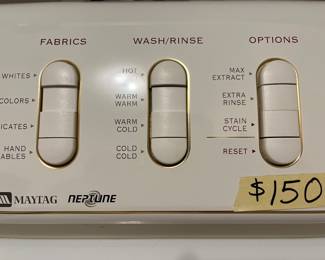 FABRICS
WHITES
COLORS
ICATES
HAND
ABLES
WASH/RINSE
HOT
WARM
WARM
WARM
COLD
COLD
COLD
OPTIONS
MAX
EXTRACT
EXTRA
RINSE
STAIN
CYCLE
RESET
MAYTAG
NEPTUNE
$150